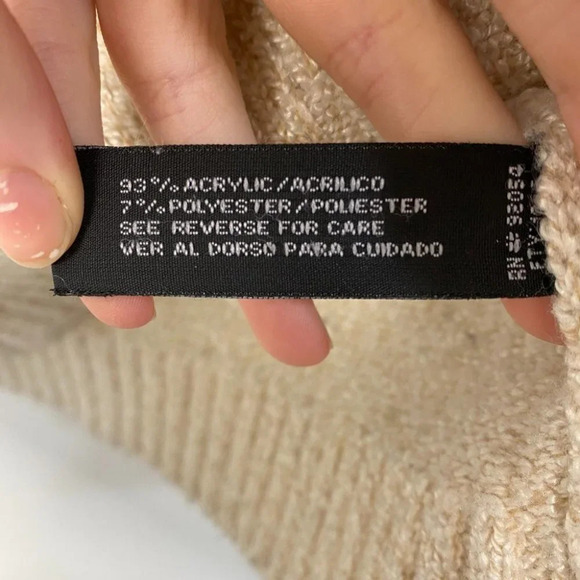 93% ACRYLIC/ACRILICO
7% POLYESTER/POLIESTER
SEE REVERSE FOR CARE
VER AL DORSO PARA CUIDADO
RN# 93054